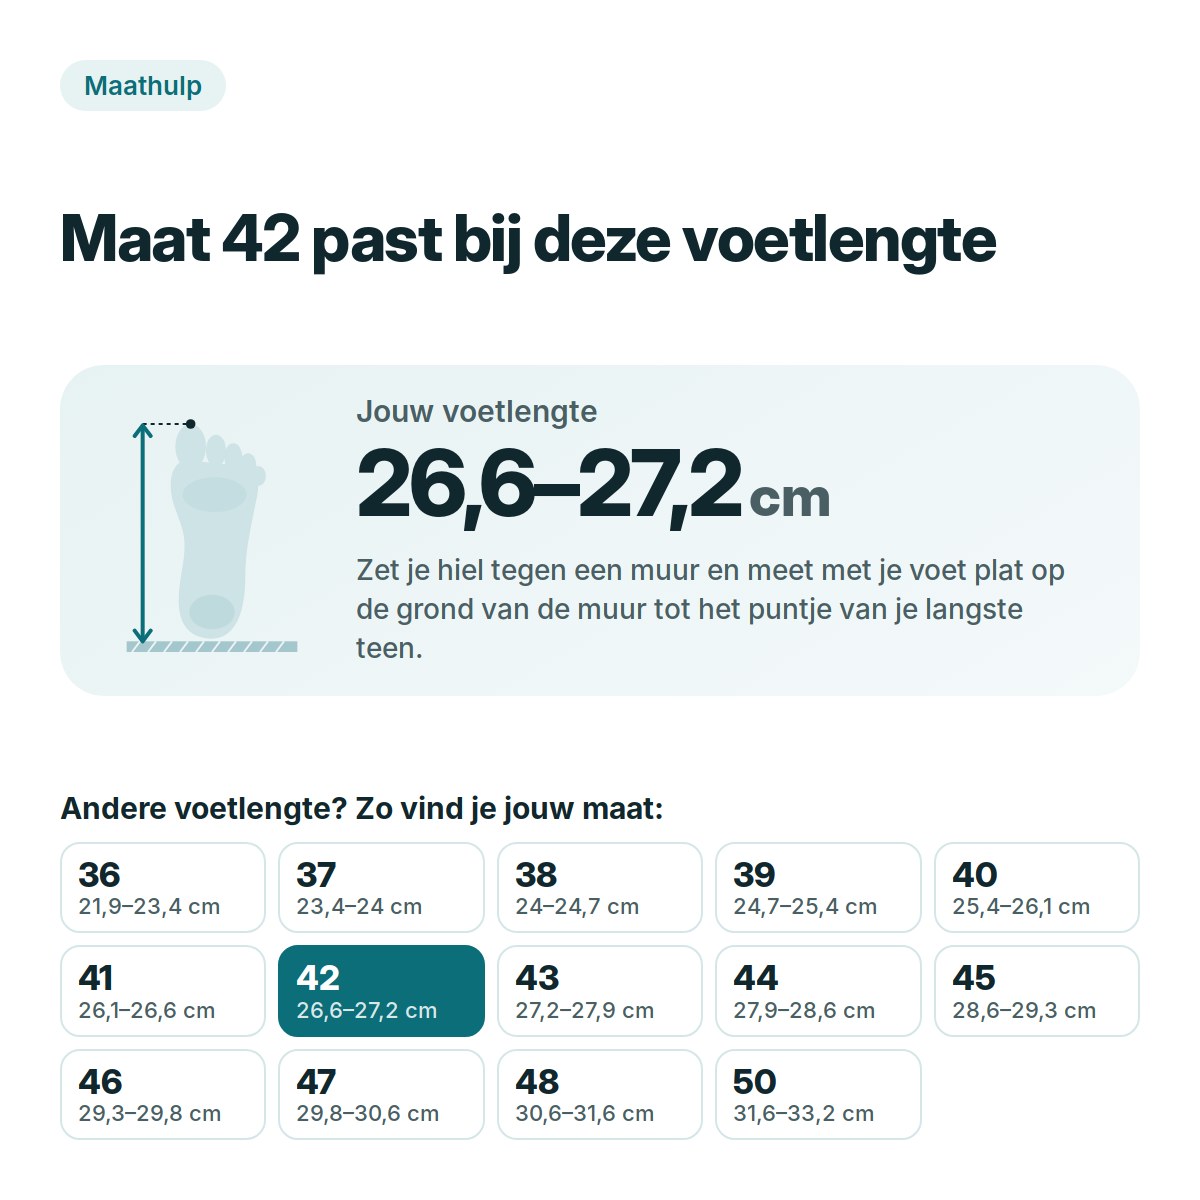 Maathulp
Maat 42 past bij deze voetlengte
Jouw voetlengte
26,6–27,2 cm
Zet je hiel tegen een muur en meet met je voet plat op
de grond van de muur tot het puntje van je langste
teen.
Andere voetlengte? Zo vind je jouw maat:
36
21,9–23,4 cm
37
23,4–24 cm
38
24–24,7 cm
39
24,7–25,4 cm
40
25,4–26,1 cm
41
26,1–26,6 cm
42
26,6–27,2 cm
43
27,2–27,9 cm
44
27,9–28,6 cm
45
28,6–29,3 cm
46
29,3–29,8 cm
47
29,8–30,6 cm
48
30,6–31,6 cm
50
31,6–33,2 cm